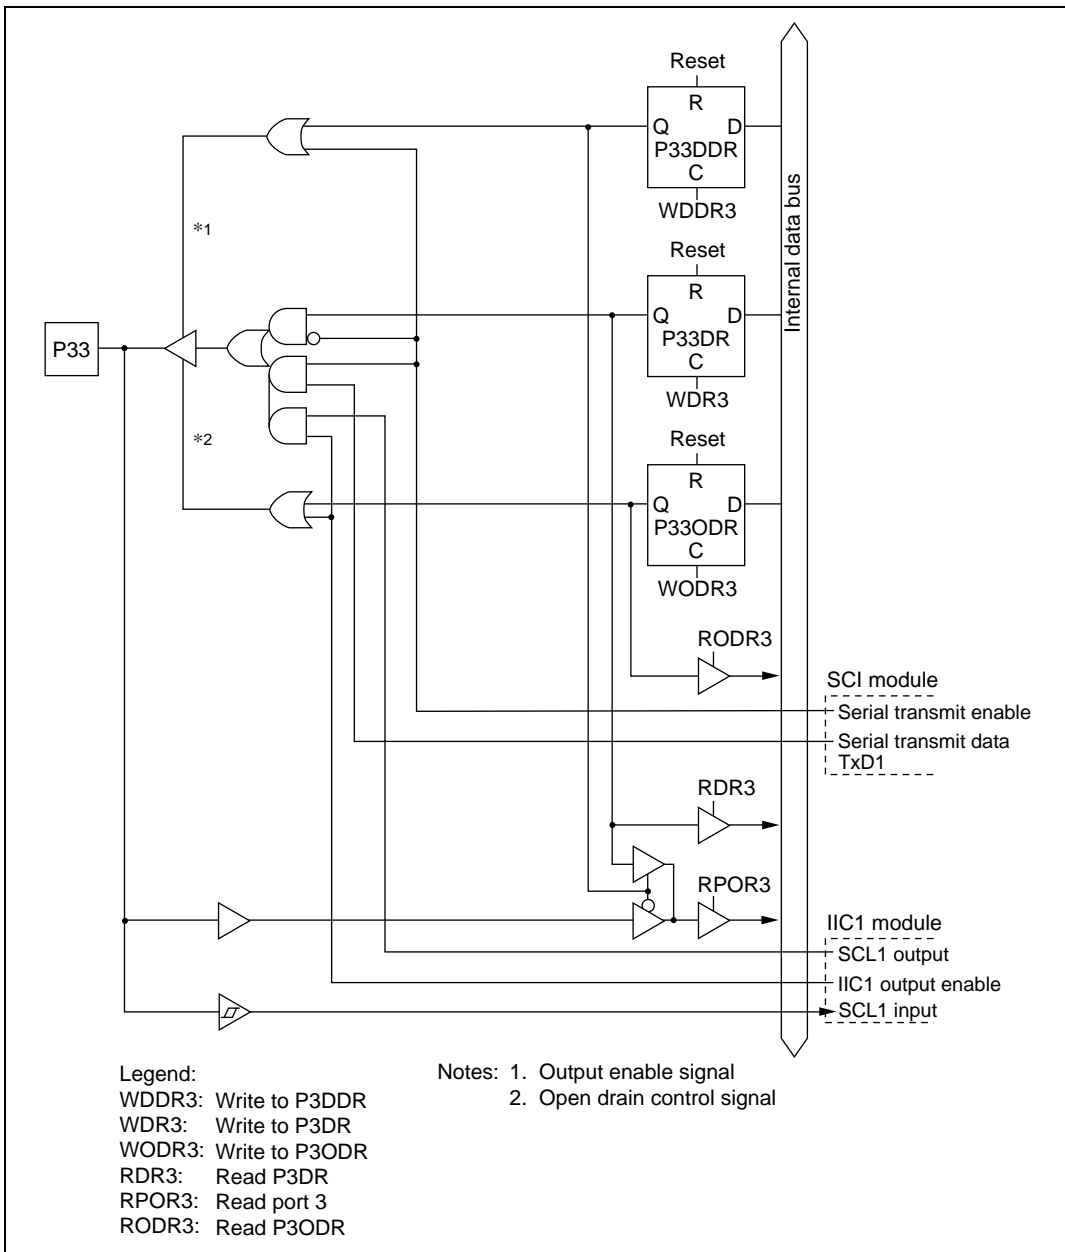 Reset
R
Q D
P33DDR
C
WDDR3
*1
Reset
R
Q D
P33DR
C
WDR3
P33
*2
Reset
R
Q D
P33ODR
C
WODR3
Internal data bus
RODR3
SCI module
Serial transmit enable
Serial transmit data
TxD1
RDR3
RPOR3
IIC1 module
SCL1 output
IIC1 output enable
SCL1 input
Legend:
WDDR3: Write to P3DDR
WDR3: Write to P3DR
WODR3: Write to P3ODR
RDR3: Read P3DR
RPOR3: Read port 3
RODR3: Read P3ODR
Notes: 1. Output enable signal
2. Open drain control signal